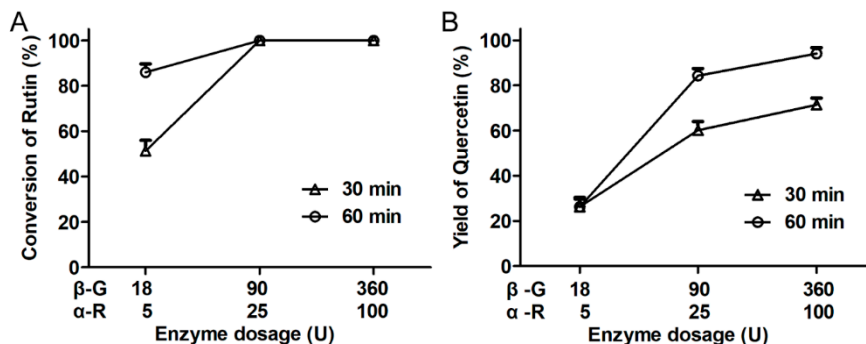 A
Conversion of Rutin (%)
100
80
60
40
20
0
30 min
60 min
β -G 18 90 360
α -R 5 25 100
Enzyme dosage (U)
B
Yield of Quercetin (%)
100
80
60
40
20
0
30 min
60 min
β -G 18 90 360
α -R 5 25 100
Enzyme dosage (U)